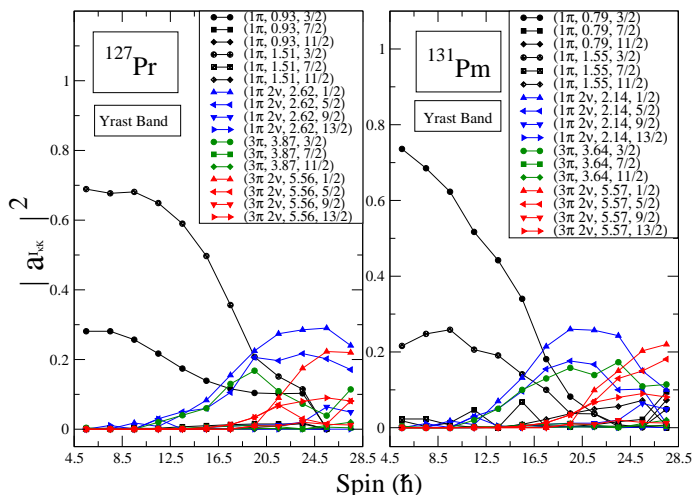 127Pr
Yrast Band
(1π, 0.93, 3/2)
(1π, 0.93, 7/2)
(1π, 0.93, 11/2)
(1π, 1.51, 3/2)
(1π, 1.51, 7/2)
(1π, 1.51, 11/2)
(1π 2ν, 2.62, 1/2)
(1π 2ν, 2.62, 5/2)
(1π 2ν, 2.62, 9/2)
(1π 2ν, 2.62, 13/2)
(3π, 3.87, 3/2)
(3π, 3.87, 7/2)
(3π, 3.87, 11/2)
(3π 2ν, 5.56, 1/2)
(3π 2ν, 5.56, 5/2)
(3π 2ν, 5.56, 9/2)
(3π 2ν, 5.56, 13/2)
131Pm
Yrast Band
(1π, 0.79, 3/2)
(1π, 0.79, 7/2)
(1π, 0.79, 11/2)
(1π, 1.55, 3/2)
(1π, 1.55, 7/2)
(1π, 1.55, 11/2)
(1π 2ν, 2.14, 1/2)
(1π 2ν, 2.14, 5/2)
(1π 2ν, 2.14, 9/2)
(1π 2ν, 2.14, 13/2)
(3π, 3.64, 3/2)
(3π, 3.64, 7/2)
(3π, 3.64, 11/2)
(3π 2ν, 5.57, 1/2)
(3π 2ν, 5.57, 5/2)
(3π 2ν, 5.57, 9/2)
(3π 2ν, 5.57, 13/2)
1
0.8
0.6
0.4
0.2
0
1
0.8
0.6
0.4
0.2
0
| aIκK | 2
4.5 8.5 12.5 16.5 20.5 24.5 28.5
4.5 8.5 12.5 16.5 20.5 24.5 28.5
Spin (ħ)